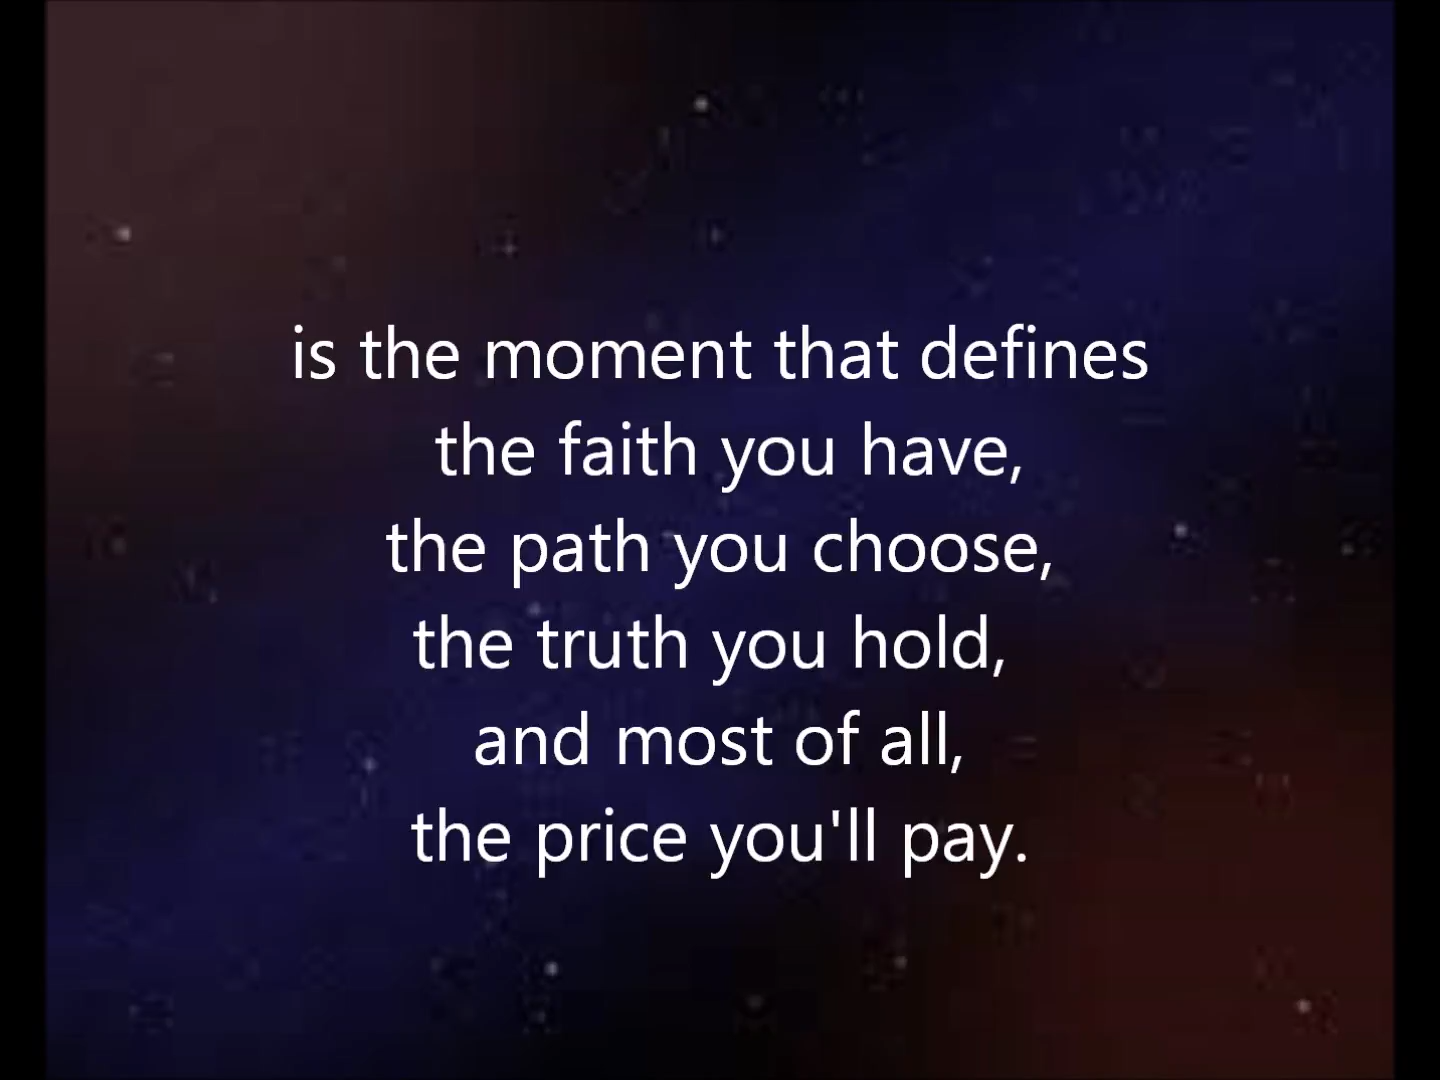 is the moment that defines
the faith you have,
the path you choose,
the truth you hold,
and most of all,
the price you'll pay.